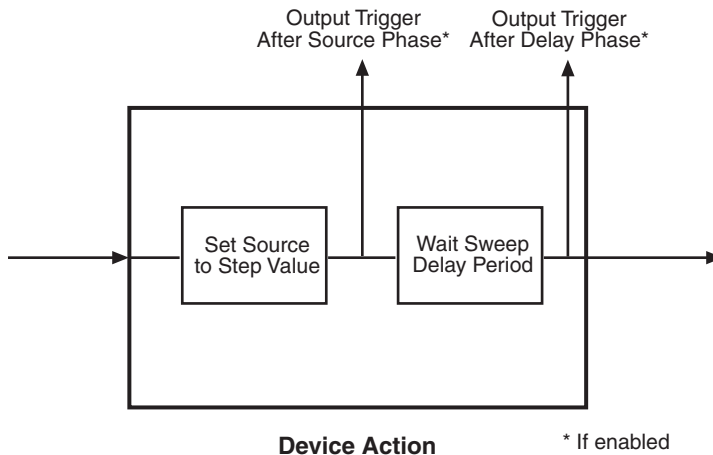 Output Trigger
After Source Phase*
Output Trigger
After Delay Phase*
Set Source
to Step Value
Wait Sweep
Delay Period
Device Action
* If enabled